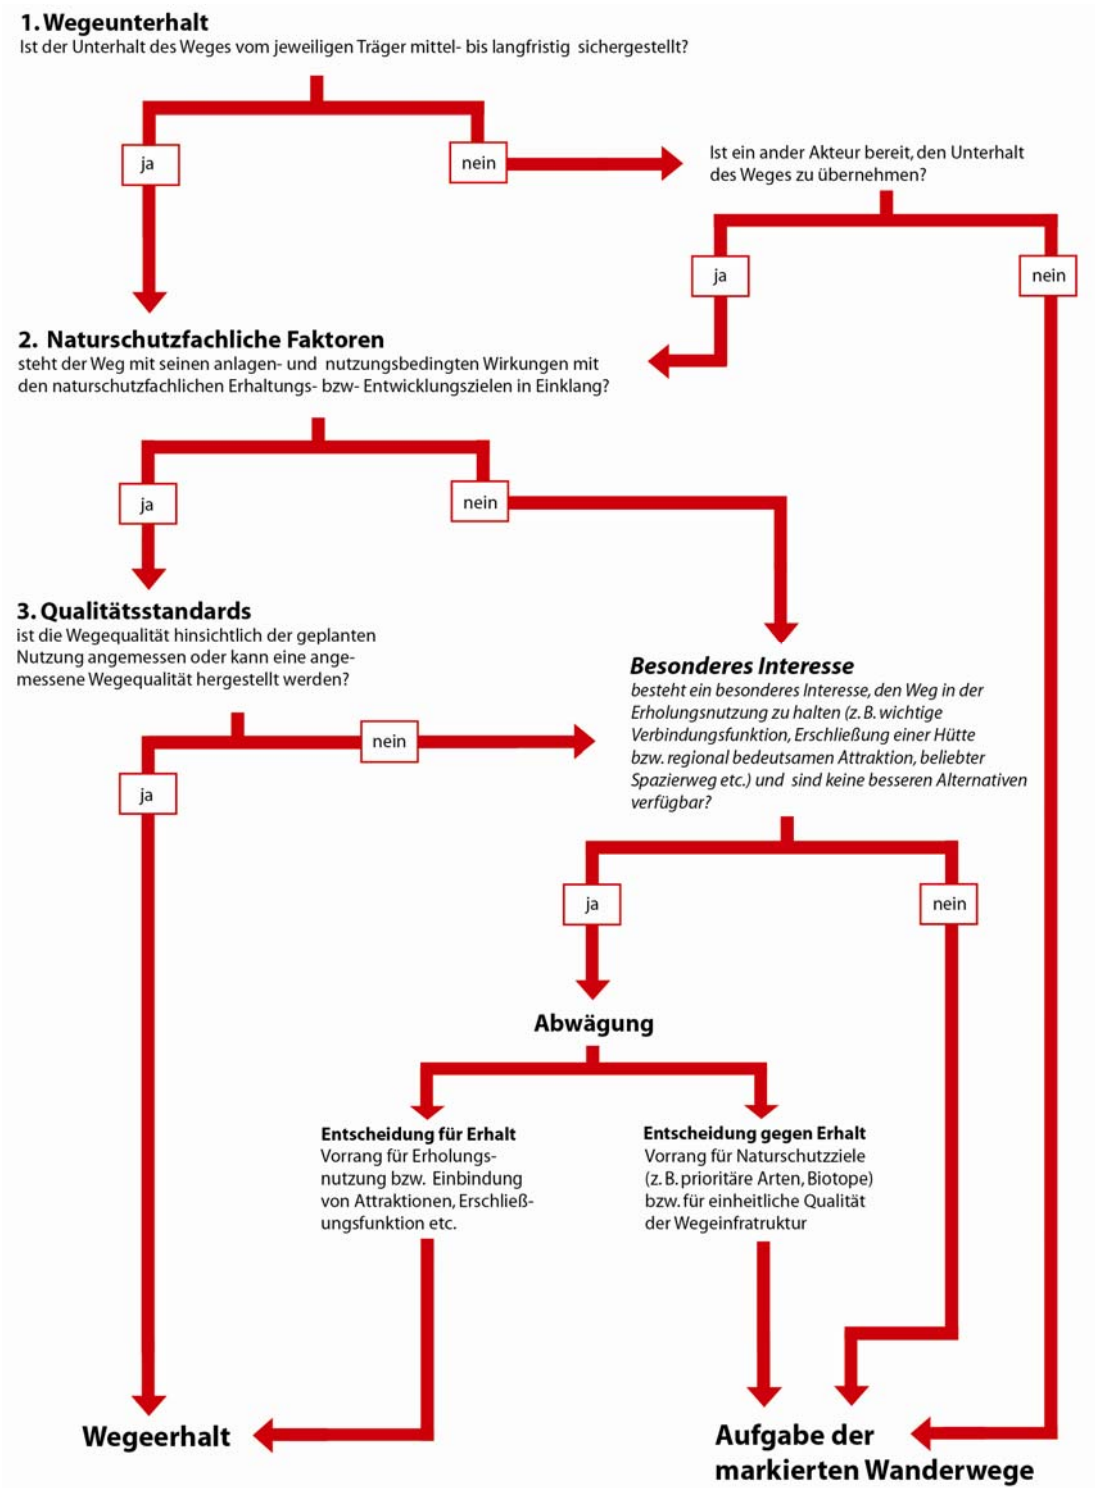 1. Wegeunterhalt
Ist der Unterhalt des Weges vom jeweiligen Träger mittel- bis langfristig sichergestellt?
ja
nein
Ist ein ander Akteur bereit, den Unterhalt
des Weges zu übernehmen?
ja
nein
2. Naturschutzfachliche Faktoren
steht der Weg mit seinen anlagen- und nutzungsbedingten Wirkungen mit
den naturschutzfachlichen Erhaltungs- bzw- Entwicklungszielen in Einklang?
ja
nein
3. Qualitätsstandards
ist die Wegequalität hinsichtlich der geplanten
Nutzung angemessen oder kann eine ange-
messene Wegequalität hergestellt werden?
nein
ja
Besonderes Interesse
besteht ein besonderes Interesse, den Weg in der
Erholungsnutzung zu halten (z. B. wichtige
Verbindungsfunktion, Erschließung einer Hütte
bzw. regional bedeutsamen Attraktion, beliebter
Spazierweg etc.) und sind keine besseren Alternativen
verfügbar?
ja
nein
Abwägung
Entscheidung für Erhalt
Vorrang für Erholungs-
nutzung bzw. Einbindung
von Attraktionen, Erschließ-
ungsfunktion etc.
Entscheidung gegen Erhalt
Vorrang für Naturschutzziele
(z. B. prioritäre Arten, Biotope)
bzw. für einheitliche Qualität
der Wegeinfratruktur
Wegeerhalt
Aufgabe der
markierten Wanderwege